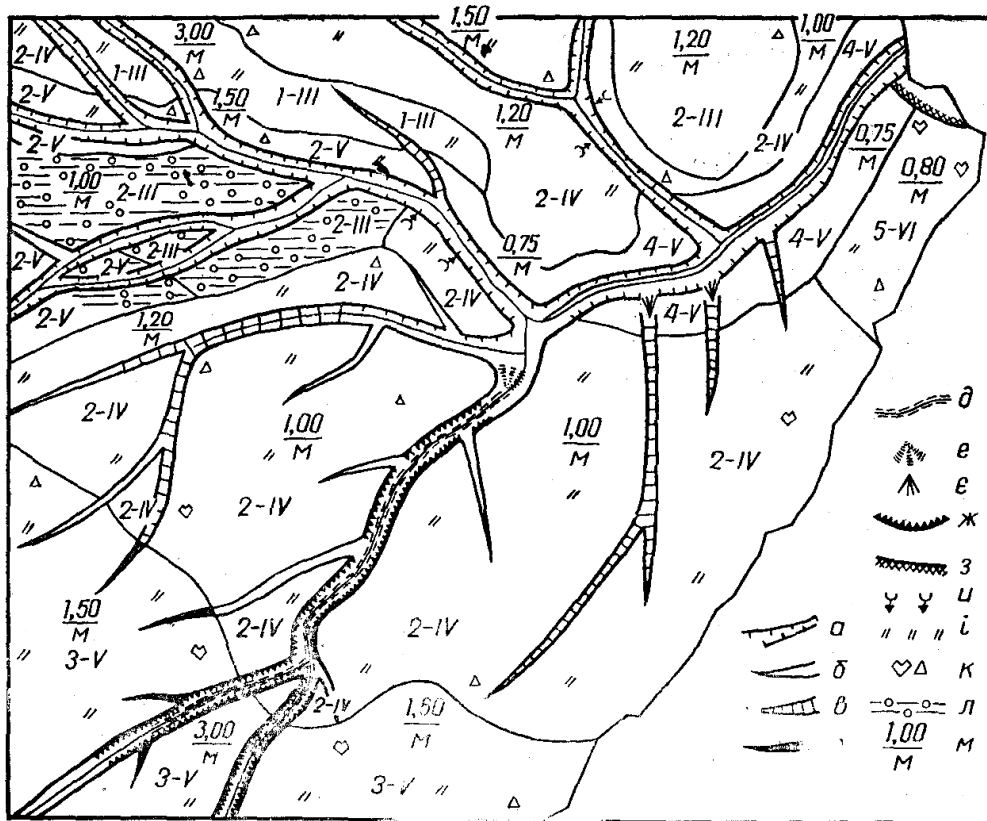 1,50
М
3,00
М
1,20
М
1,00
М
2-IV
1-III
4-V
2-V
1,50
М
1-III
1-III
1,20
М
2-III
2-IV
0,75
М
2-V
2-V
1,00
М
2-III
0,80
М
2-IV
2-III
2-III
4-V
4-V
5-VI
2-V
2-V
0,75
М
2-IV
2-IV
2-V
1,20
М
4-V
2-IV
1,00
М
1,00
М
2-IV
д
е
є
ж
2-IV
2-IV
з
и
1,50
М
2-IV
2-IV
а
і
3-V
б
к
2-IV
в
л
3,00
М
1,50
М
1,00
М
м
3-V
3-V